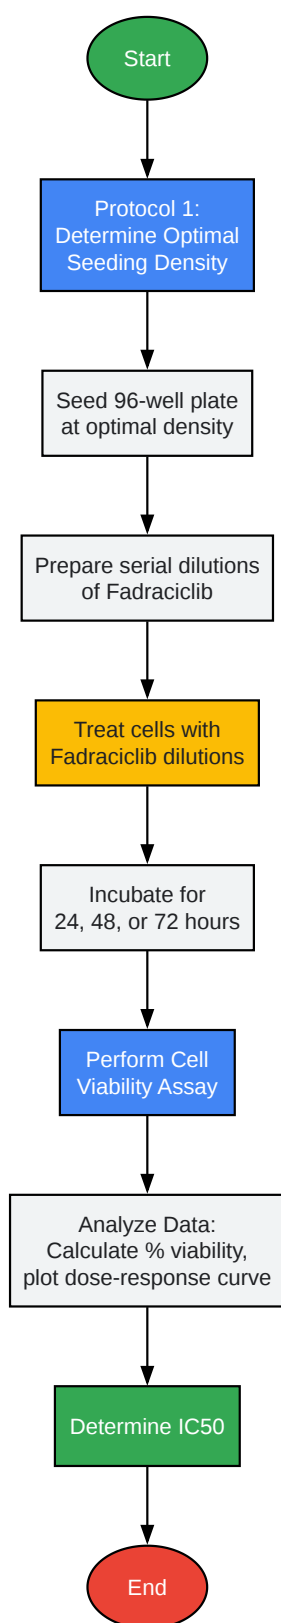 Start
Protocol 1:
Determine Optimal
Seeding Density
Seed 96-well plate
at optimal density
Prepare serial dilutions
of Fadraciclib
Treat cells with
Fadraciclib dilutions
Incubate for
24, 48, or 72 hours
Perform Cell
Viability Assay
Analyze Data:
Calculate % viability,
plot dose-response curve
Determine IC50
End